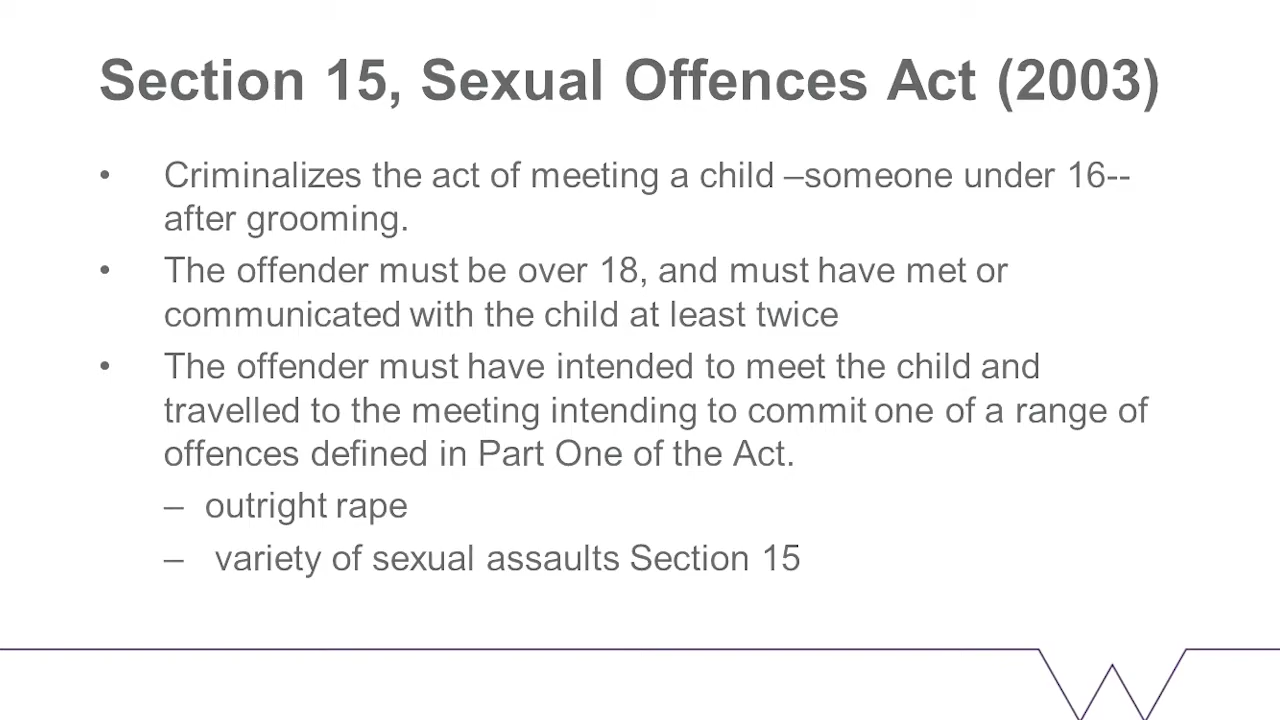 Section 15, Sexual Offences Act (2003)
• Criminalizes the act of meeting a child –someone under 16--
after grooming.
• The offender must be over 18, and must have met or
communicated with the child at least twice
• The offender must have intended to meet the child and
travelled to the meeting intending to commit one of a range of
offences defined in Part One of the Act.
– outright rape
– variety of sexual assaults Section 15